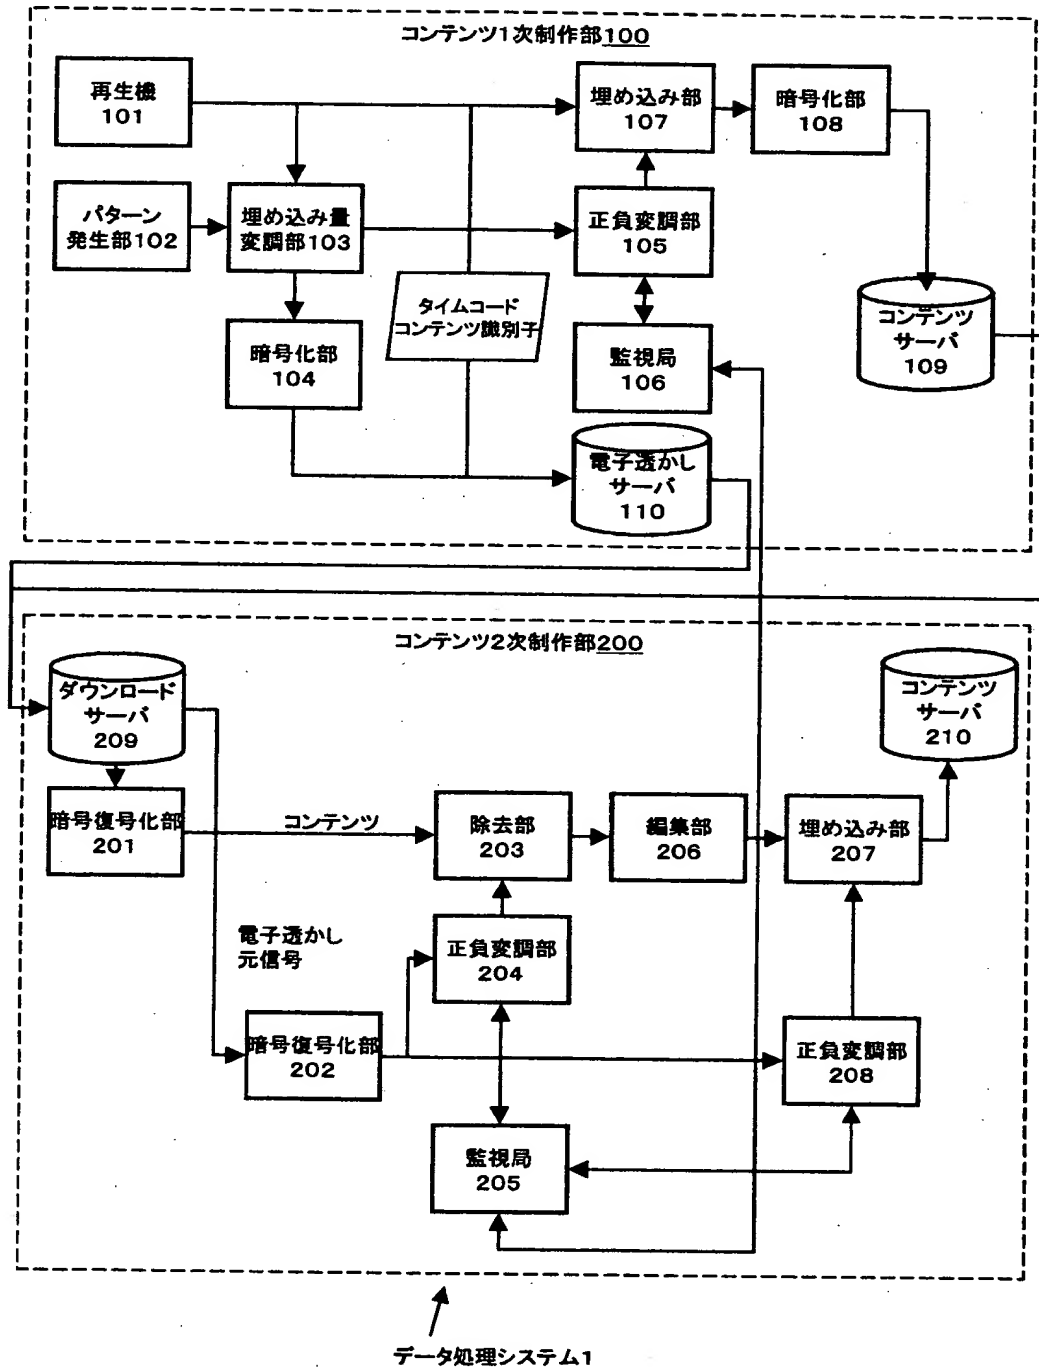 コンテンツ1次制作部100
再生機
101
埋め込み部
107
暗号化部
108
パターン
発生部102
埋め込み量
変調部103
正負変調部
105
タイムコード
コンテンツ識別子
暗号化部
104
監視局
106
コンテンツ
サーバ
109
電子透かし
サーバ
110
コンテンツ2次制作部200
ダウンロード
サーバ
209
コンテンツ
サーバ
210
暗号復号化部
201
コンテンツ
除去部
203
編集部
206
埋め込み部
207
電子透かし
元信号
正負変調部
204
暗号復号化部
202
正負変調部
208
監視局
205
データ処理システム1